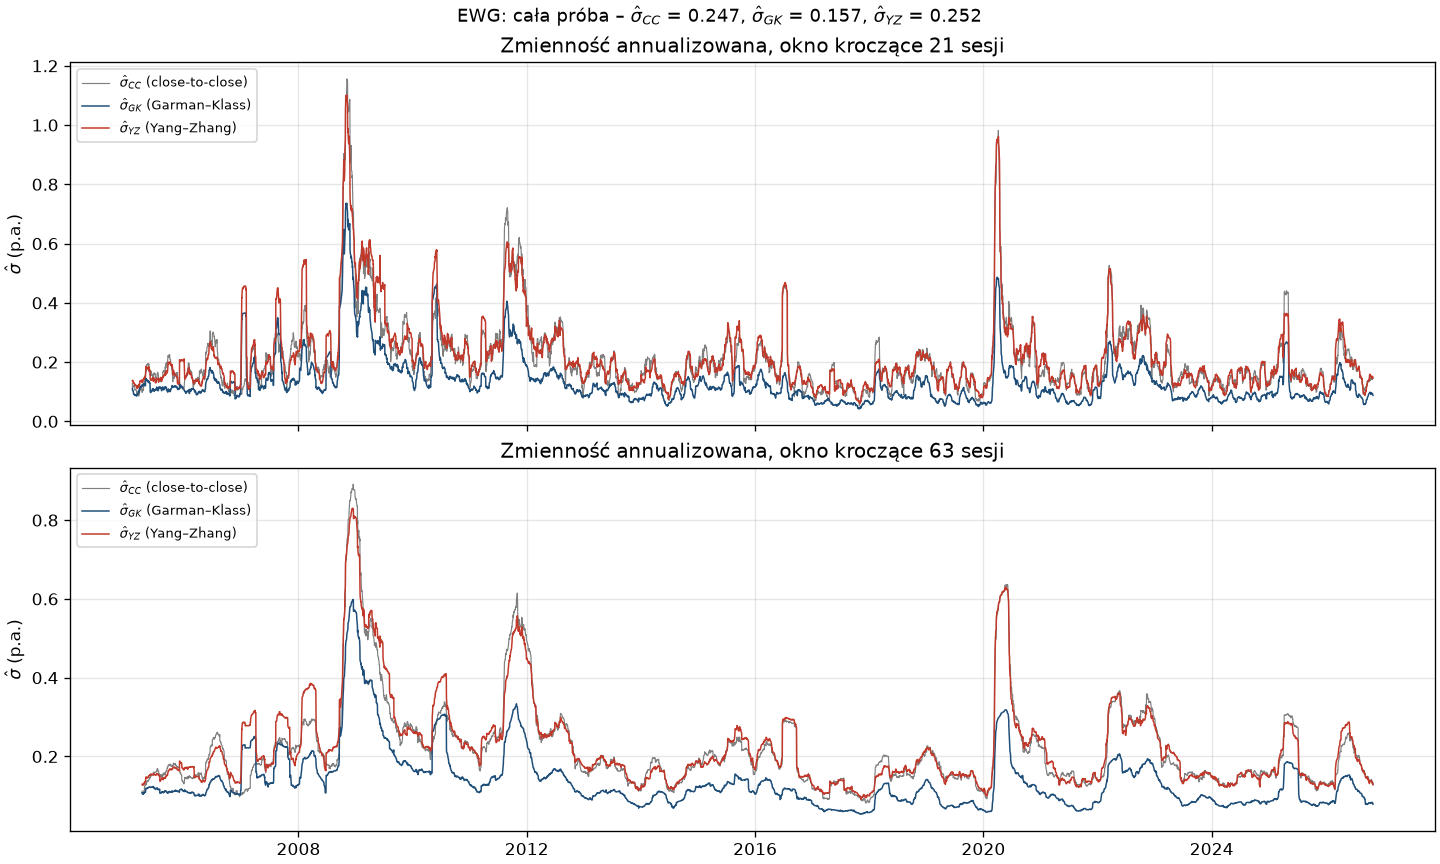 EWG: cała próba – σ̂_CC = 0.247, σ̂_GK = 0.157, σ̂_YZ = 0.252
Zmienność annualizowana, okno kroczące 21 sesji
σ̂_CC (close-to-close)
σ̂_GK (Garman–Klass)
σ̂_YZ (Yang–Zhang)
σ̂ (p.a.)
1.2
1.0
0.8
0.6
0.4
0.2
0.0
Zmienność annualizowana, okno kroczące 63 sesji
σ̂_CC (close-to-close)
σ̂_GK (Garman–Klass)
σ̂_YZ (Yang–Zhang)
σ̂ (p.a.)
0.8
0.6
0.4
0.2
2008 2012 2016 2020 2024